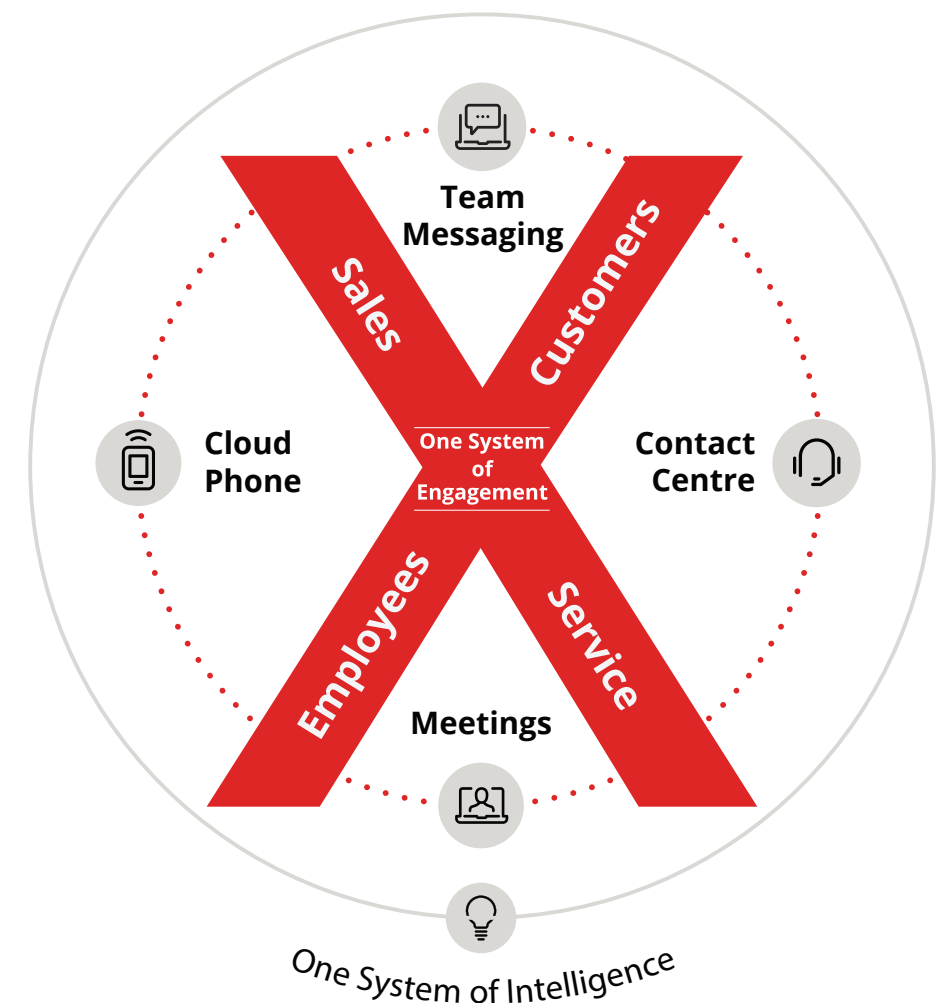 Team
Messaging
Sales
Customers
Cloud
Phone
One System
of
Engagement
Contact
Centre
Employees
Service
Meetings
One System of Intelligence